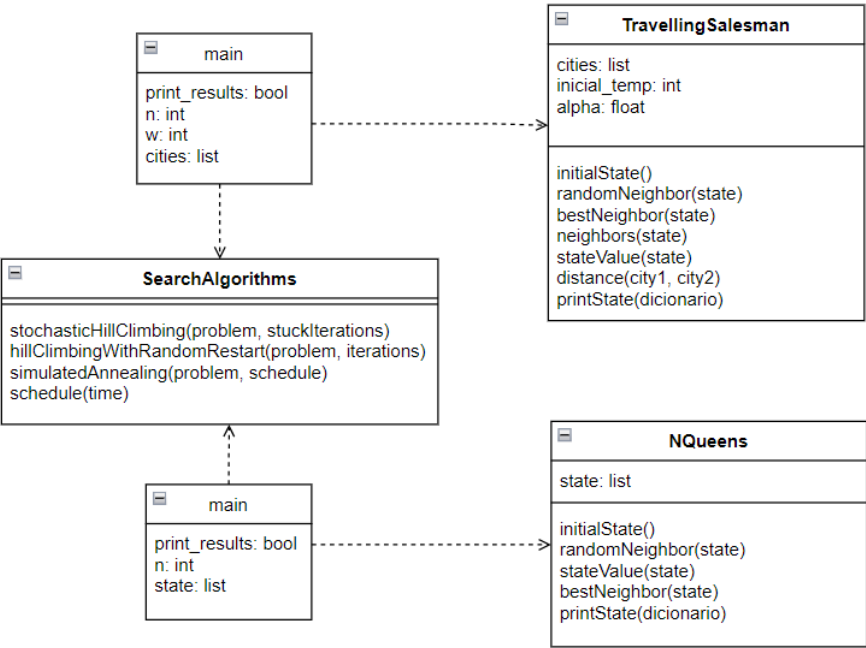 main
print_results: bool
n: int
w: int
cities: list
TravellingSalesman
cities: list
inicial_temp: int
alpha: float
initialState()
randomNeighbor(state)
bestNeighbor(state)
neighbors(state)
stateValue(state)
distance(city1, city2)
printState(dicionario)
SearchAlgorithms
stochasticHillClimbing(problem, stuckIterations)
hillClimbingWithRandomRestart(problem, iterations)
simulatedAnnealing(problem, schedule)
schedule(time)
main
print_results: bool
n: int
state: list
NQueens
state: list
initialState()
randomNeighbor(state)
stateValue(state)
bestNeighbor(state)
printState(dicionario)